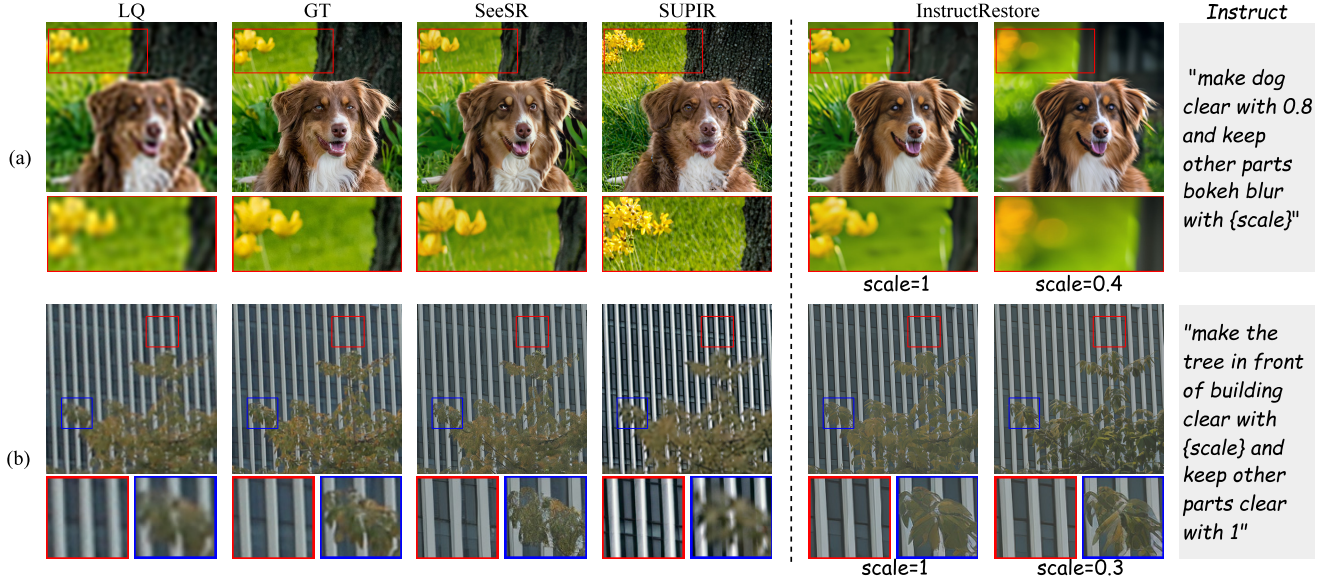 LQ GT SeeSR SUPIR InstructRestore Instruct
(a)
"make dog
clear with 0.8
and keep
other parts
bokeh blur
with {scale}"
scale=1 scale=0.4
(b)
"make the
tree in front
of building
clear with
{scale} and
keep other
parts clear
with 1"
scale=1 scale=0.3